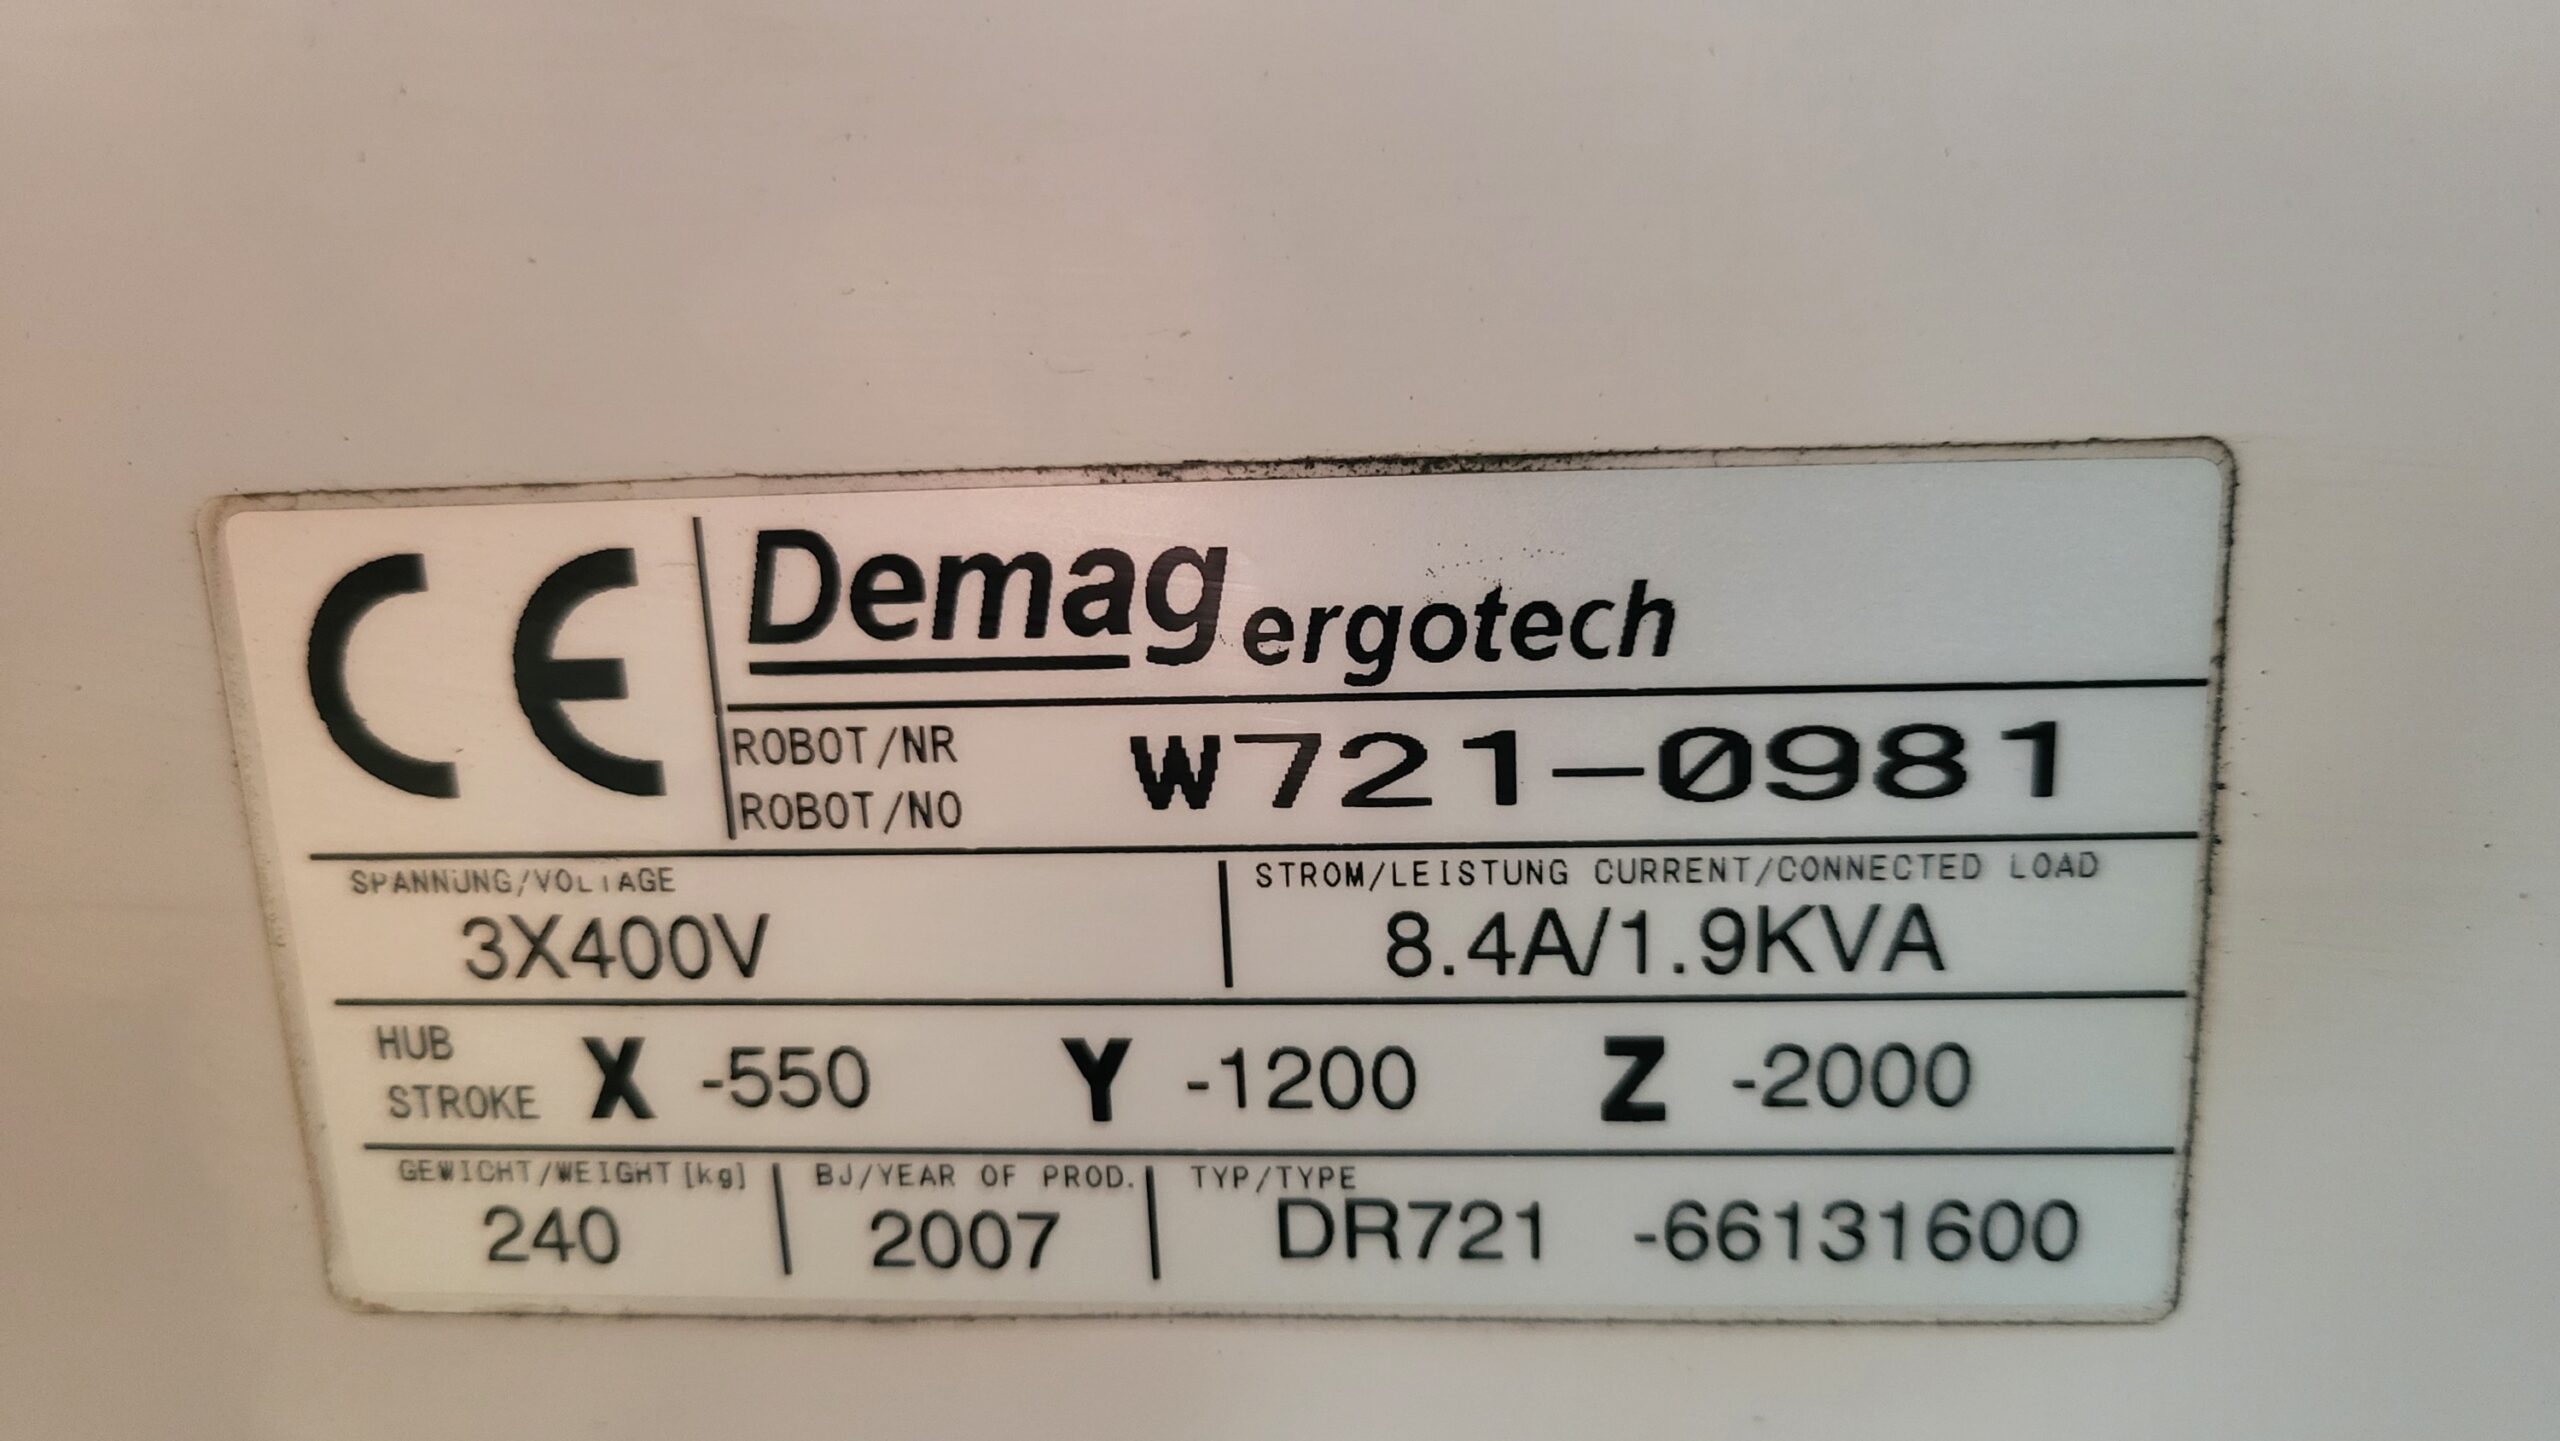 CE
Demag ergotech
ROBOT/NR
ROBOT/NO
W721-0981
SPANNUNG/VOLTAGE
STROM/LEISTUNG CURRENT/CONNECTED LOAD
3X400V
8.4A/1.9KVA
HUB
STROKE
X -550 Y -1200 Z -2000
GEWICHT/WEIGHT[kg] BJ/YEAR OF PROD. TYP/TYPE
240 2007 DR721 -66131600